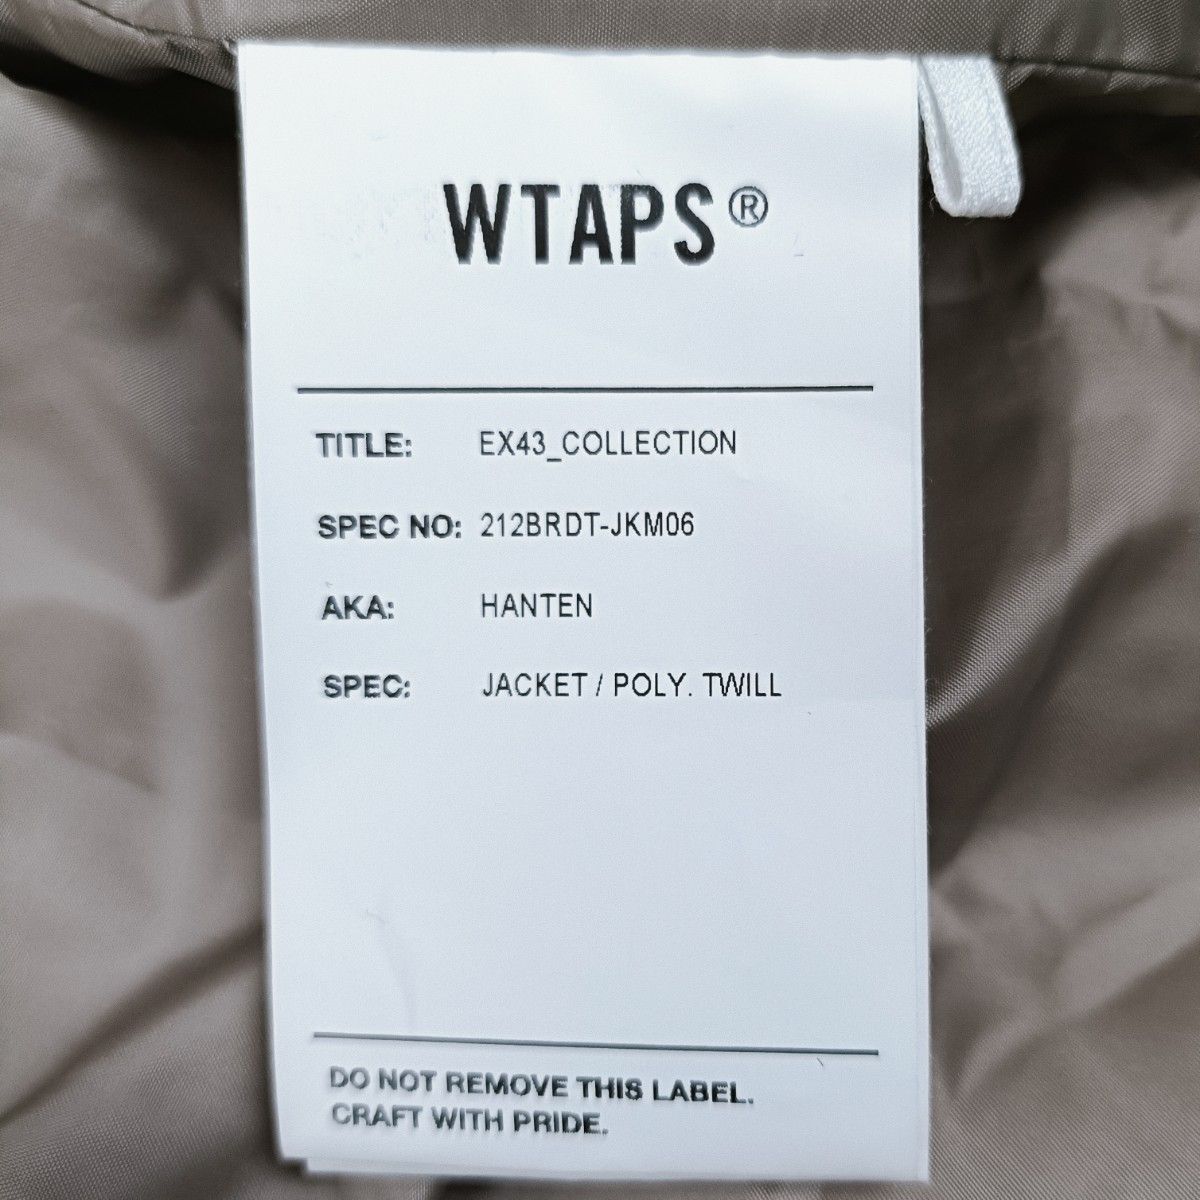 WTAPS®
TITLE: EX43_COLLECTION
SPEC NO: 212BRDT-JKM06
AKA: HANTEN
SPEC: JACKET / POLY. TWILL
DO NOT REMOVE THIS LABEL.
CRAFT WITH PRIDE.